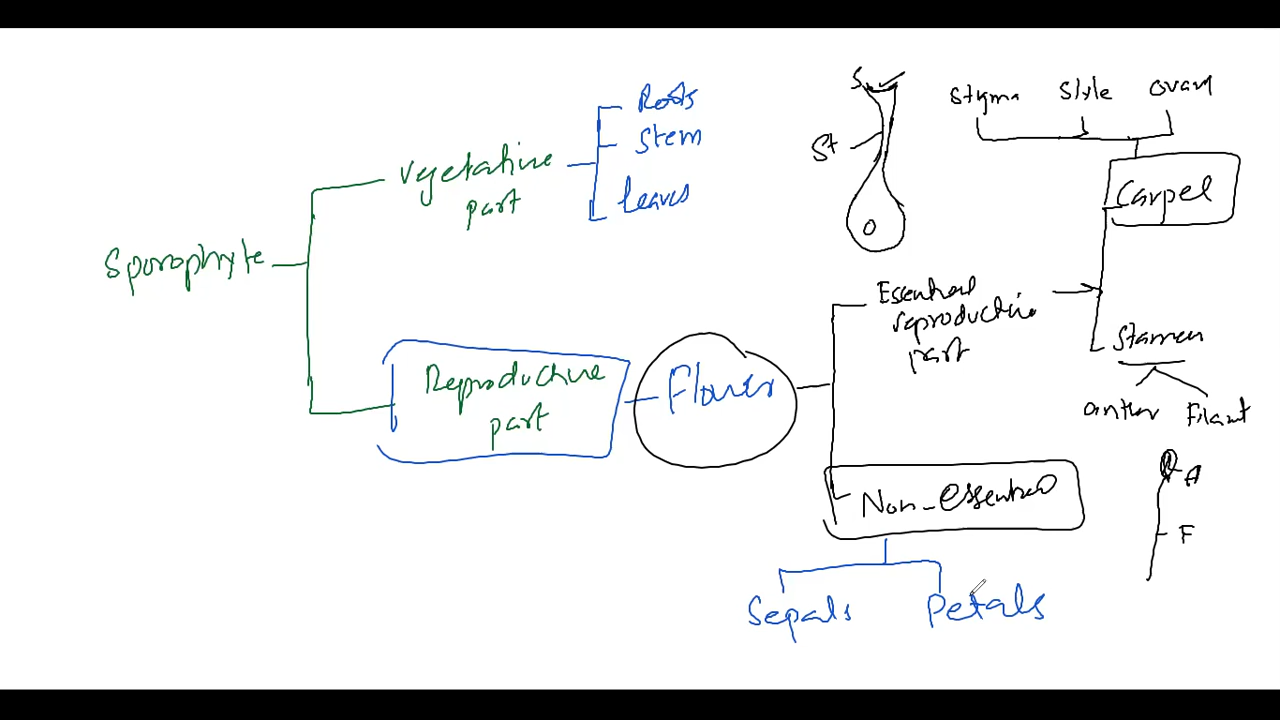 Sporophyte
Vegetative
part
Roots
Stem
leaves
Reproductive
part
Flower
Essential
reproductive
part
Non-essential
Sepals Petals
Stigma Style ovary
Carpel
Stamen
anther
S
St
O
A
F